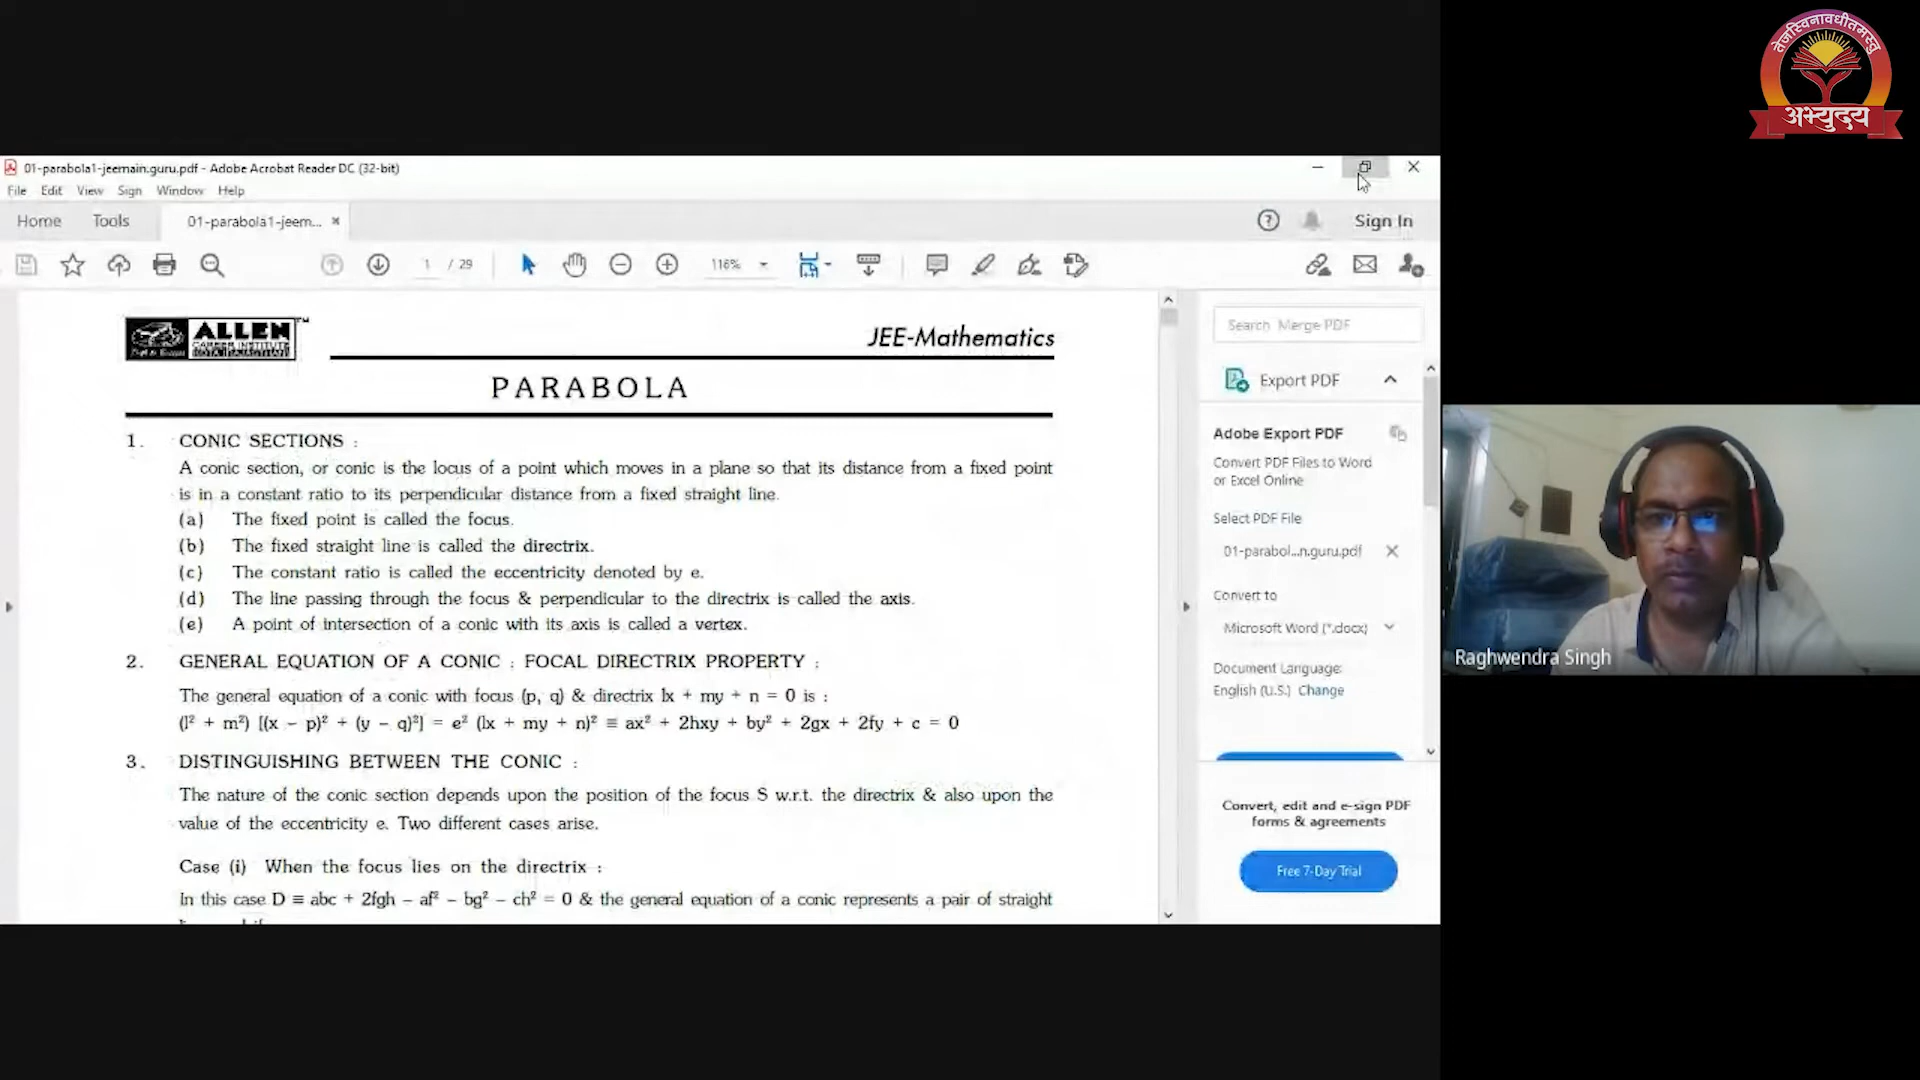 तेजस्विनावधीतमस्तु
अभ्युदय
01-parabola1-jeemain.guru.pdf - Adobe Acrobat Reader DC (32-bit)
File Edit View Sign Window Help
Home Tools 01-parabola1-jeem... × Sign In
1 / 29 116%
ALLEN TM
CAREER INSTITUTE
KOTA (RAJASTHAN)
JEE-Mathematics
PARABOLA
1. CONIC SECTIONS :
A conic section, or conic is the locus of a point which moves in a plane so that its distance from a fixed point
is in a constant ratio to its perpendicular distance from a fixed straight line.
(a) The fixed point is called the focus.
(b) The fixed straight line is called the directrix.
(c) The constant ratio is called the eccentricity denoted by e.
(d) The line passing through the focus & perpendicular to the directrix is called the axis.
(e) A point of intersection of a conic with its axis is called a vertex.
2. GENERAL EQUATION OF A CONIC : FOCAL DIRECTRIX PROPERTY :
The general equation of a conic with focus (p, q) & directrix lx + my + n = 0 is :
(l² + m²) [(x − p)² + (y − q)²] = e² (lx + my + n)² ≡ ax² + 2hxy + by² + 2gx + 2fy + c = 0
3. DISTINGUISHING BETWEEN THE CONIC :
The nature of the conic section depends upon the position of the focus S w.r.t. the directrix & also upon the
value of the eccentricity e. Two different cases arise.
Case (i) When the focus lies on the directrix :
In this case D ≡ abc + 2fgh − af² − bg² − ch² = 0 & the general equation of a conic represents a pair of straight
Search Merge PDF
Export PDF
Adobe Export PDF
Convert PDF Files to Word
or Excel Online
Select PDF File
01-parabol...n.guru.pdf
Convert to
Microsoft Word (*.docx)
Document Language:
English (U.S.) Change
Convert, edit and e-sign PDF
forms & agreements
Free 7-Day Trial
Raghwendra Singh